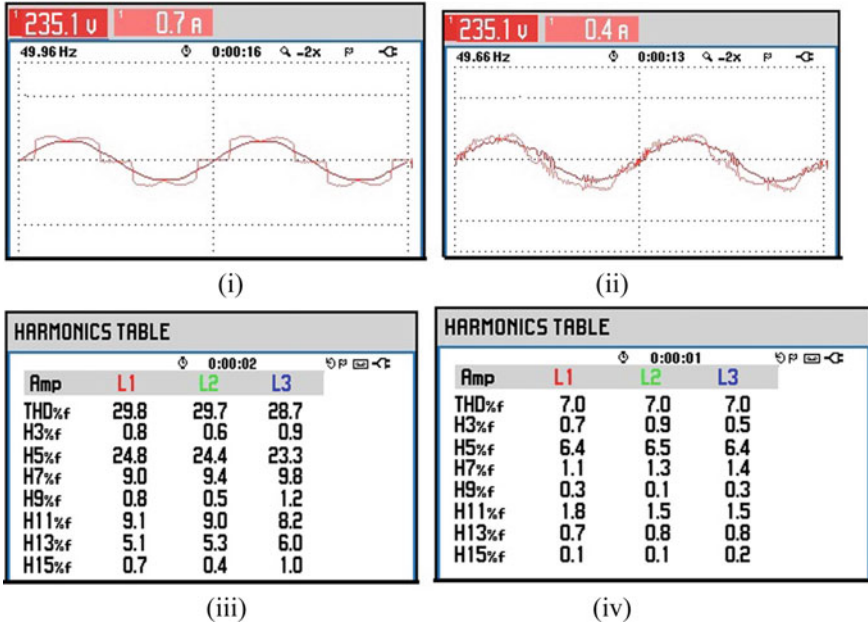 1 235.1 V 1 0.7 A
49.96 Hz 0:00:16 -2x
(i)
1 235.1 V 1 0.4 A
49.66 Hz 0:00:13 -2x
(ii)
HARMONICS TABLE
0:00:02
Amp L1 L2 L3
THD%f 29.8 29.7 28.7
H3%f 0.8 0.6 0.9
H5%f 24.8 24.4 23.3
H7%f 9.0 9.4 9.8
H9%f 0.8 0.5 1.2
H11%f 9.1 9.0 8.2
H13%f 5.1 5.3 6.0
H15%f 0.7 0.4 1.0
(iii)
HARMONICS TABLE
0:00:01
Amp L1 L2 L3
THD%f 7.0 7.0 7.0
H3%f 0.7 0.9 0.5
H5%f 6.4 6.5 6.4
H7%f 1.1 1.3 1.4
H9%f 0.3 0.1 0.3
H11%f 1.8 1.5 1.5
H13%f 0.7 0.8 0.8
H15%f 0.1 0.1 0.2
(iv)